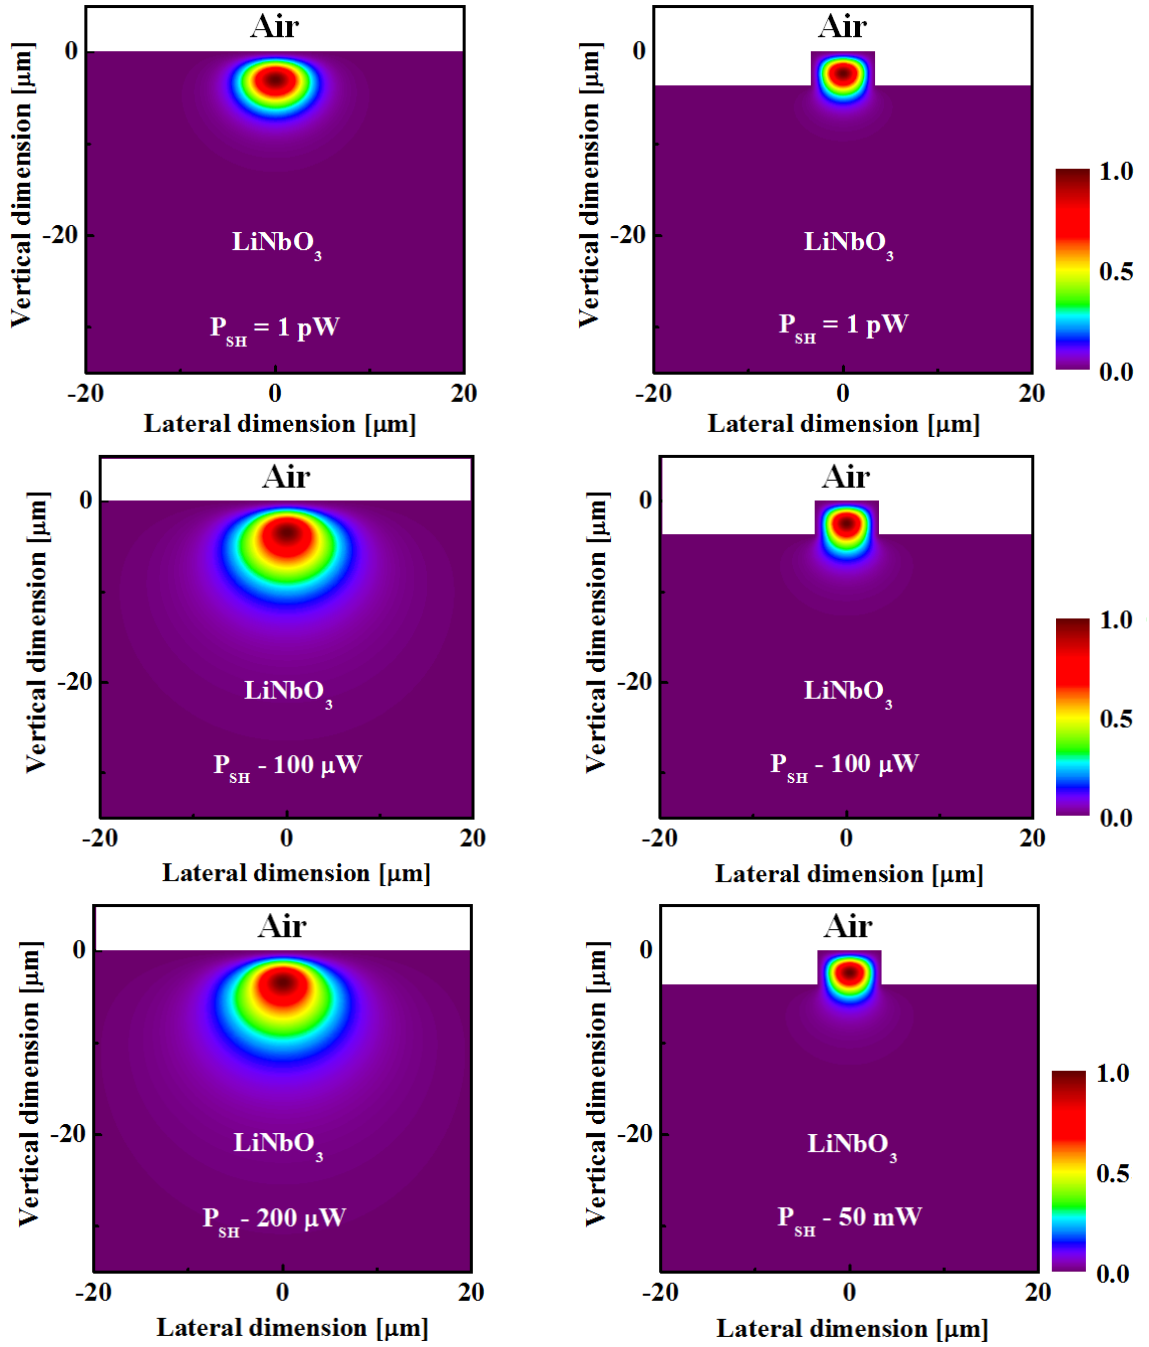 Air
0
-20
Vertical dimension [μm]
LiNbO3
PSH = 1 pW
-20 0 20
Lateral dimension [μm]
Air
0
-20
Vertical dimension [μm]
LiNbO3
PSH = 1 pW
-20 0 20
Lateral dimension [μm]
1.0
0.5
0.0
Air
0
-20
Vertical dimension [μm]
LiNbO3
PSH - 100 μW
-20 0 20
Lateral dimension [μm]
Air
0
-20
Vertical dimension [μm]
LiNbO3
PSH - 100 μW
-20 0 20
Lateral dimension [μm]
1.0
0.5
0.0
Air
0
-20
Vertical dimension [μm]
LiNbO3
PSH- 200 μW
-20 0 20
Lateral dimension [μm]
Air
0
-20
Vertical dimension [μm]
LiNbO3
PSH - 50 mW
-20 0 20
Lateral dimension [μm]
1.0
0.5
0.0